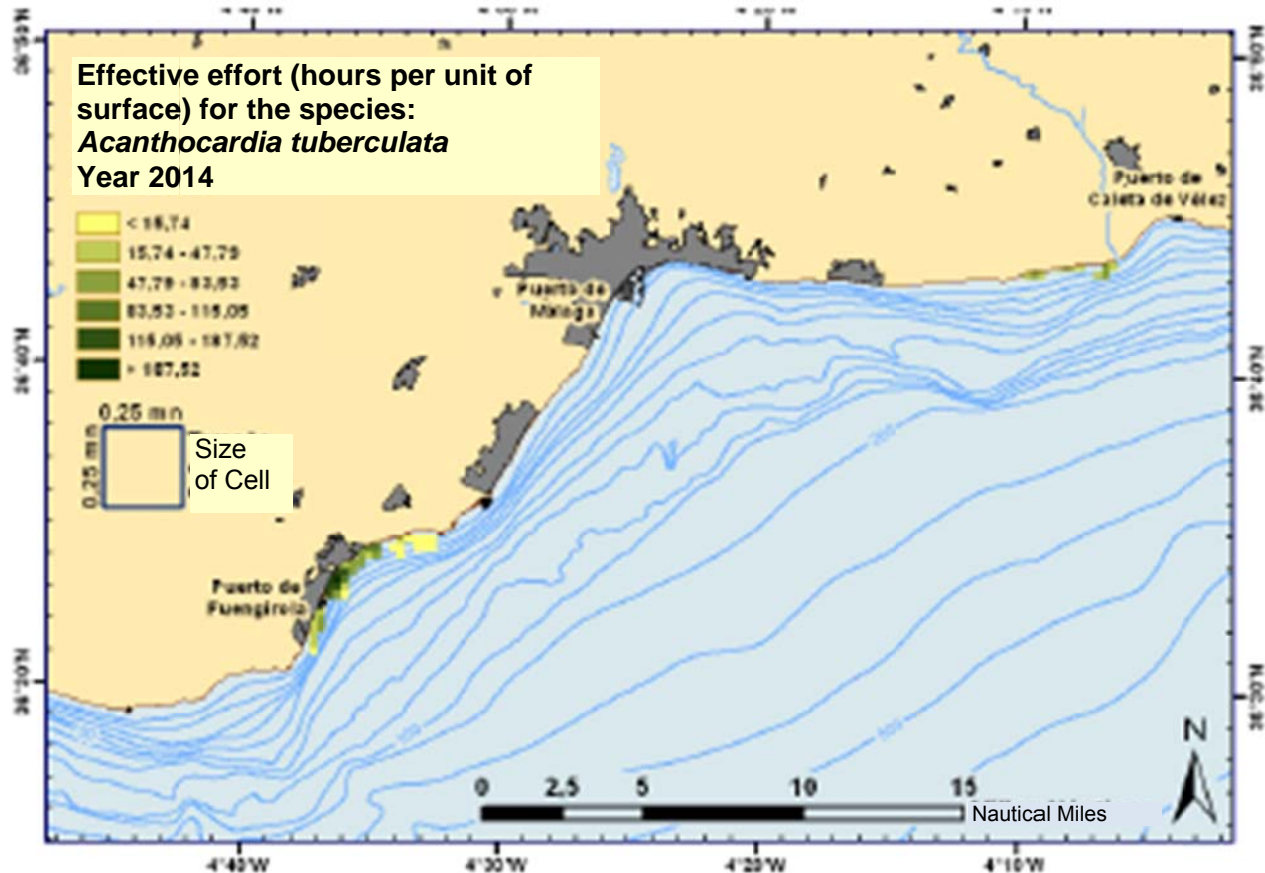 Effective effort (hours per unit of
surface) for the species:
Acanthocardia tuberculata
Year 2014
< 15,74
15,74 - 47,79
47,79 - 83,53
83,53 - 115,05
115,05 - 187,52
> 187,52
0,25 mn
0,25 mn
Size
of Cell
Puerto de
Caleta de Vélez
Puerto de
Málaga
Puerto de
Fuengirola
N
0 2,5 5 10 15
Nautical Miles
4°40'W 4°30'W 4°20'W 4°10'W